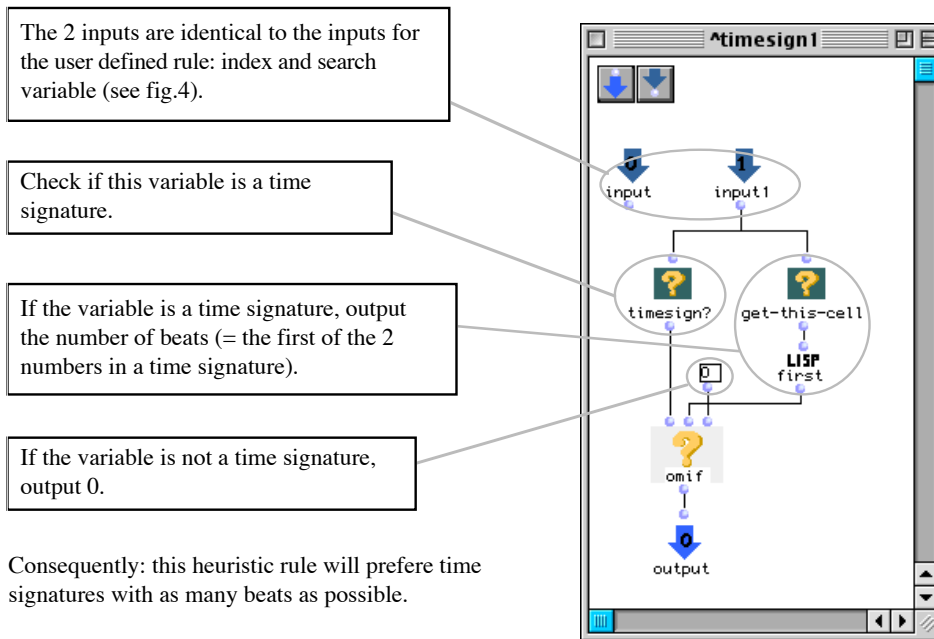 The 2 inputs are identical to the inputs for
the user defined rule: index and search
variable (see fig.4).
Check if this variable is a time
signature.
If the variable is a time signature, output
the number of beats (= the first of the 2
numbers in a time signature).
If the variable is not a time signature,
output 0.
Consequently: this heuristic rule will prefere time
signatures with as many beats as possible.
^timesign1
0 1
input input1
timesign? get-this-cell
LISP
first
0
omif
0
output